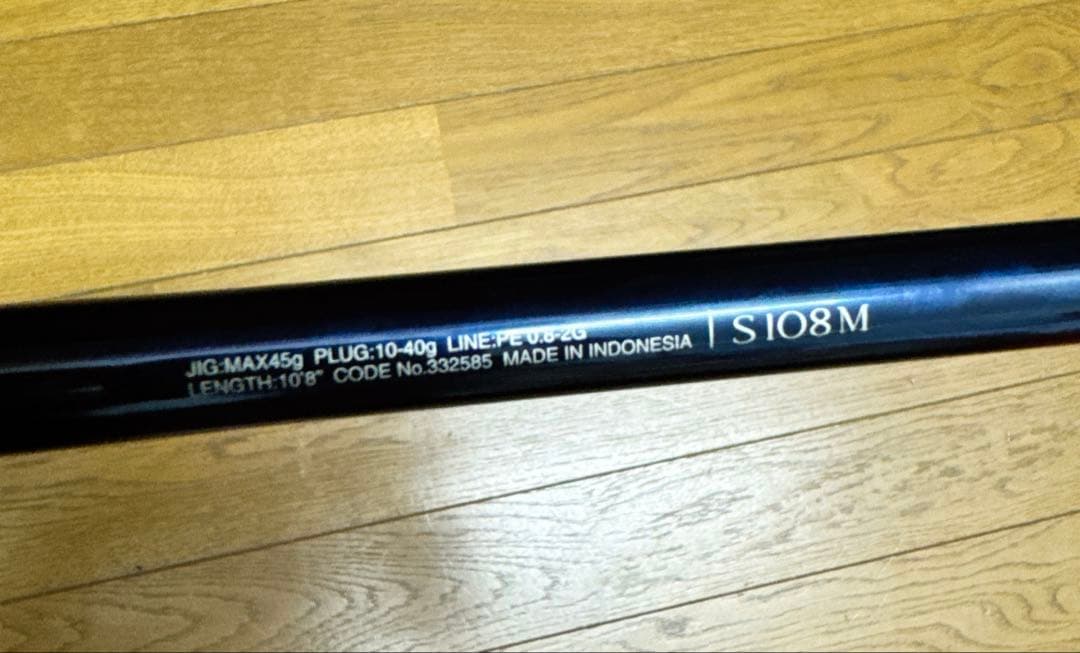 JIG:MAX45g PLUG:10-40g LINE:PE 0.8-2G
LENGTH:10'8" CODE No.332585 MADE IN INDONESIA
S108M